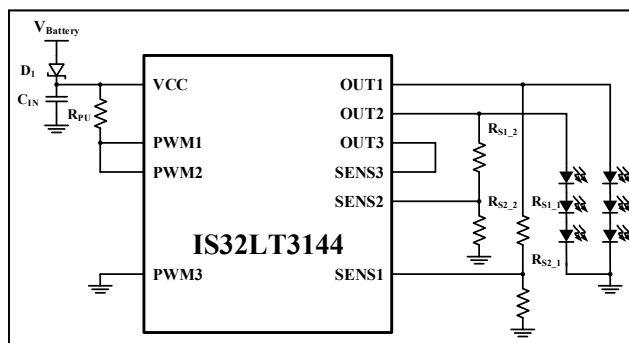 VBattery
D1
CIN
RPU
VCC
PWM1
PWM2
PWM3
OUT1
OUT2
OUT3
SENS3
SENS2
SENS1
IS32LT3144
RS1_2
RS2_2
RS1_1
RS2_1